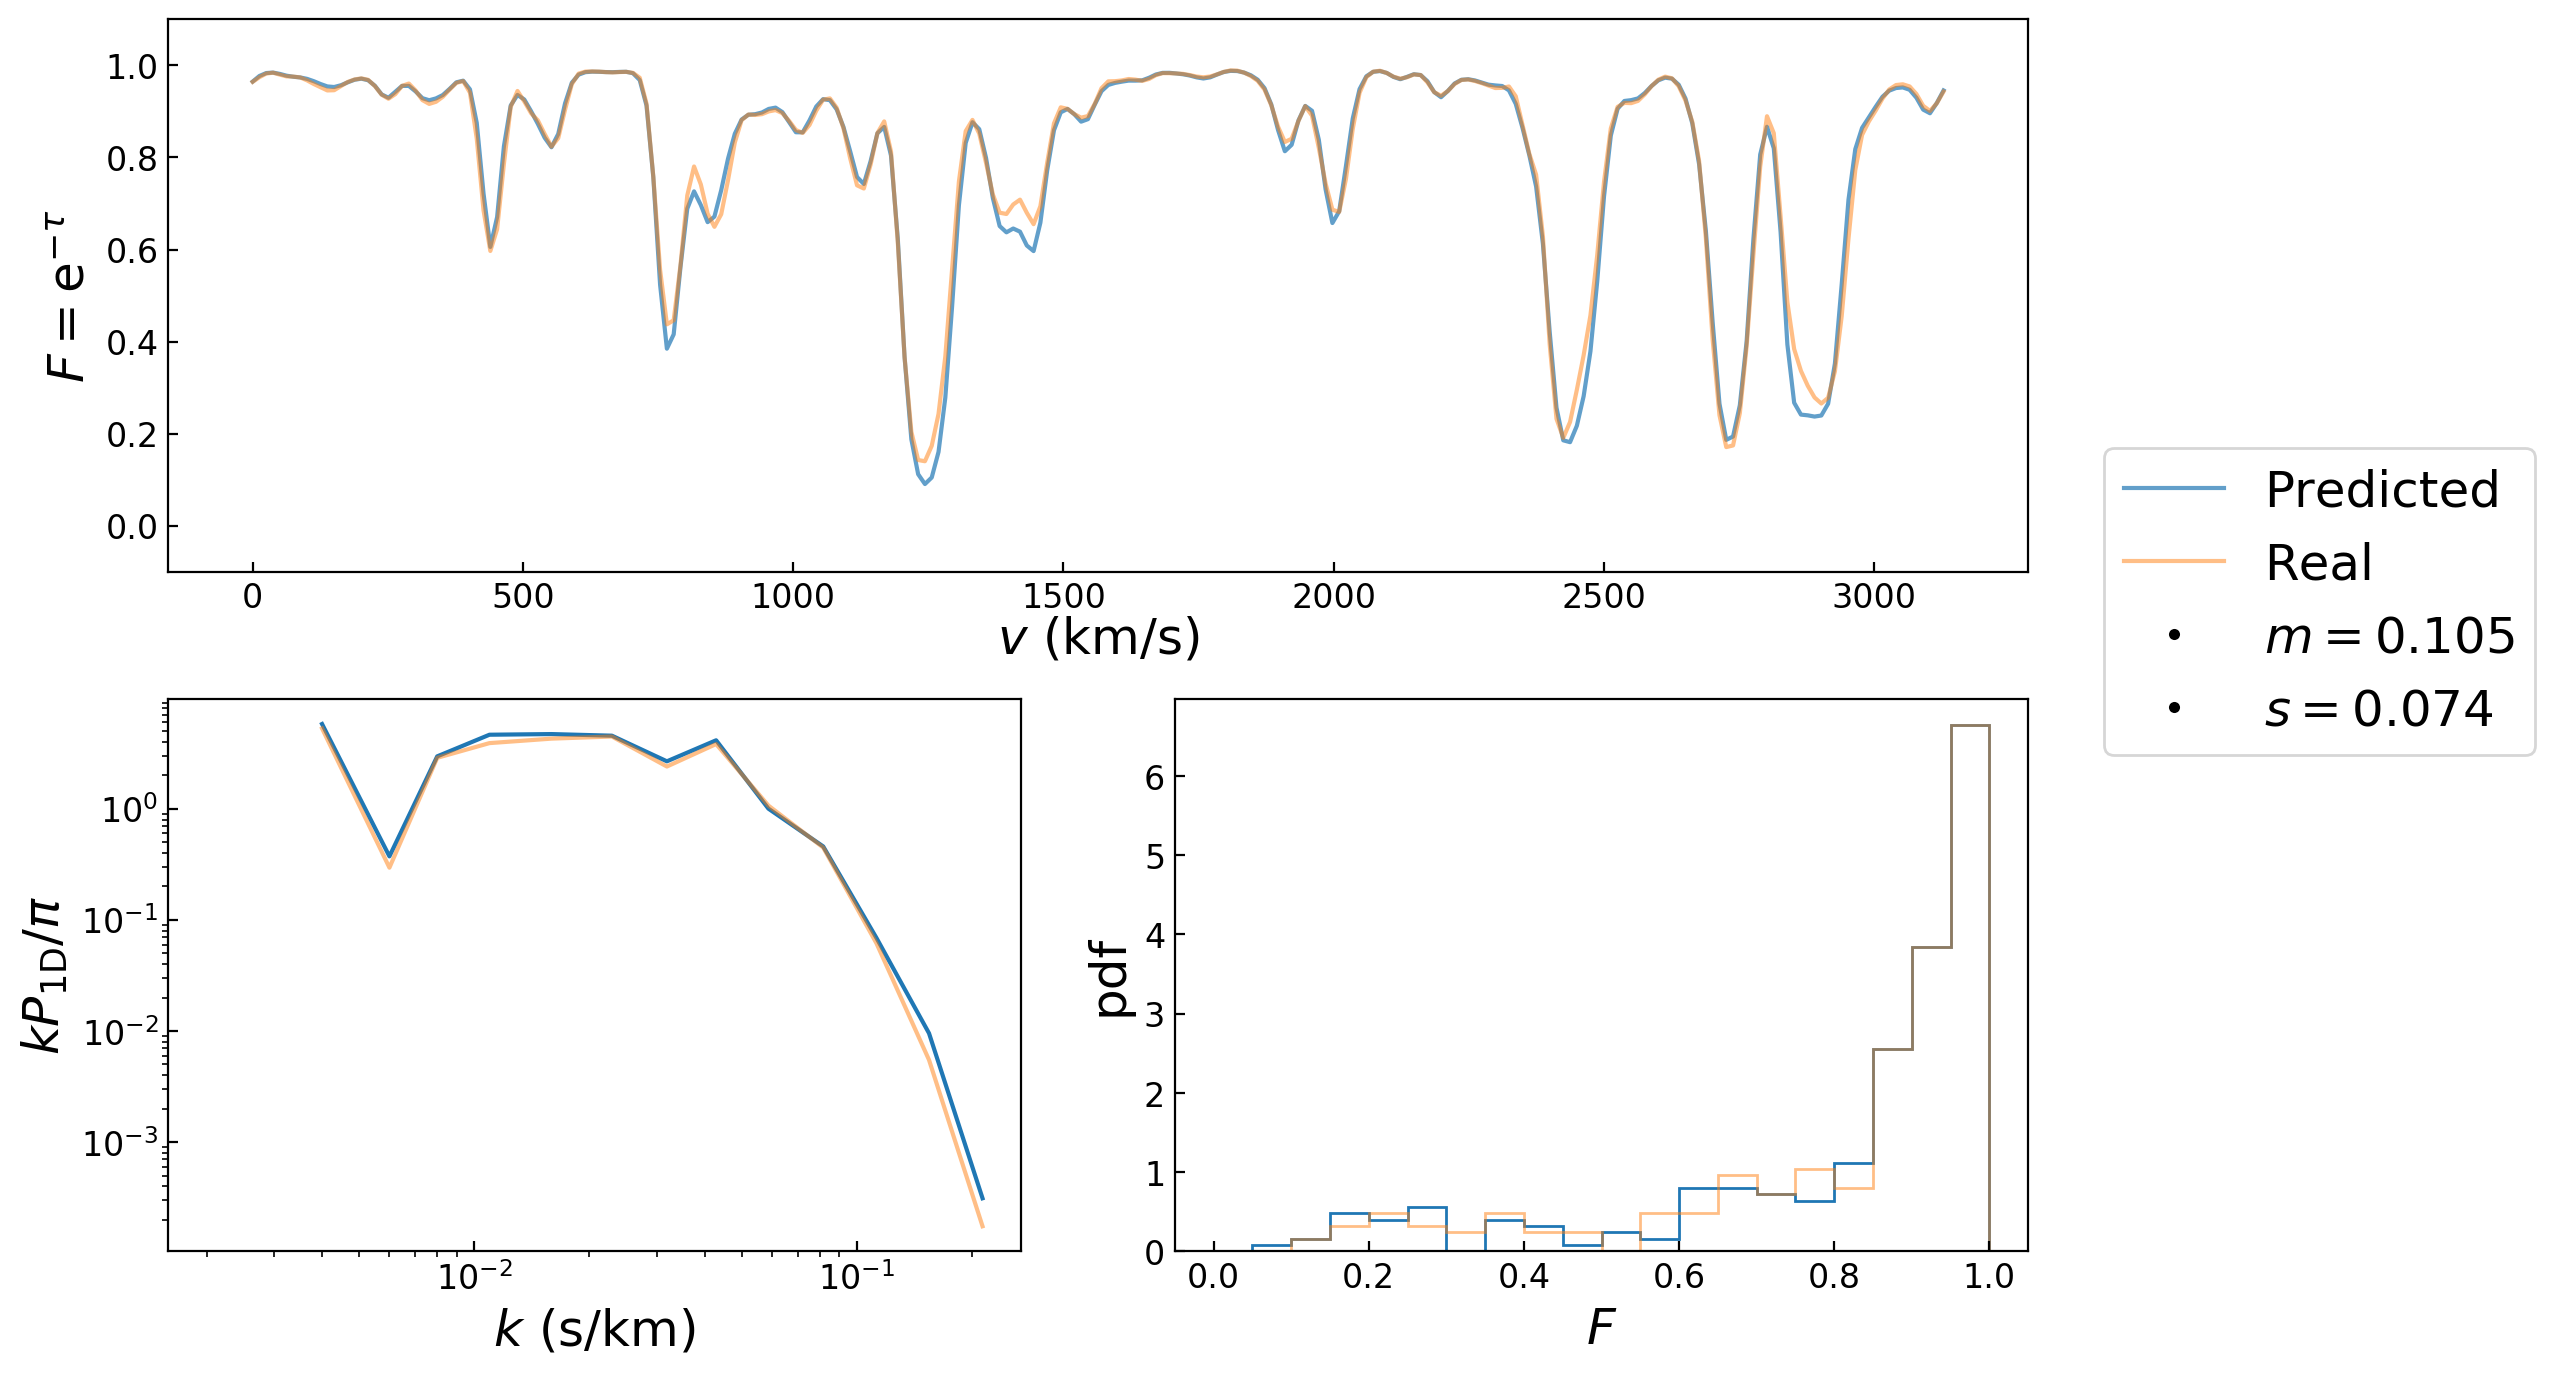 F = e^{−τ}
1.0
0.8
0.6
0.4
0.2
0.0
0 500 1000 1500 2000 2500 3000
v (km/s)
Predicted
Real
m = 0.105
s = 0.074
kP_{1D}/π
10^{0}
10^{−1}
10^{−2}
10^{−3}
10^{−2} 10^{−1}
k (s/km)
pdf
6
5
4
3
2
1
0
0.0 0.2 0.4 0.6 0.8 1.0
F